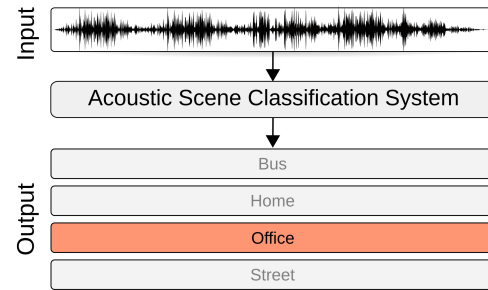 Input
Acoustic Scene Classification System
Output
Bus
Home
Office
Street